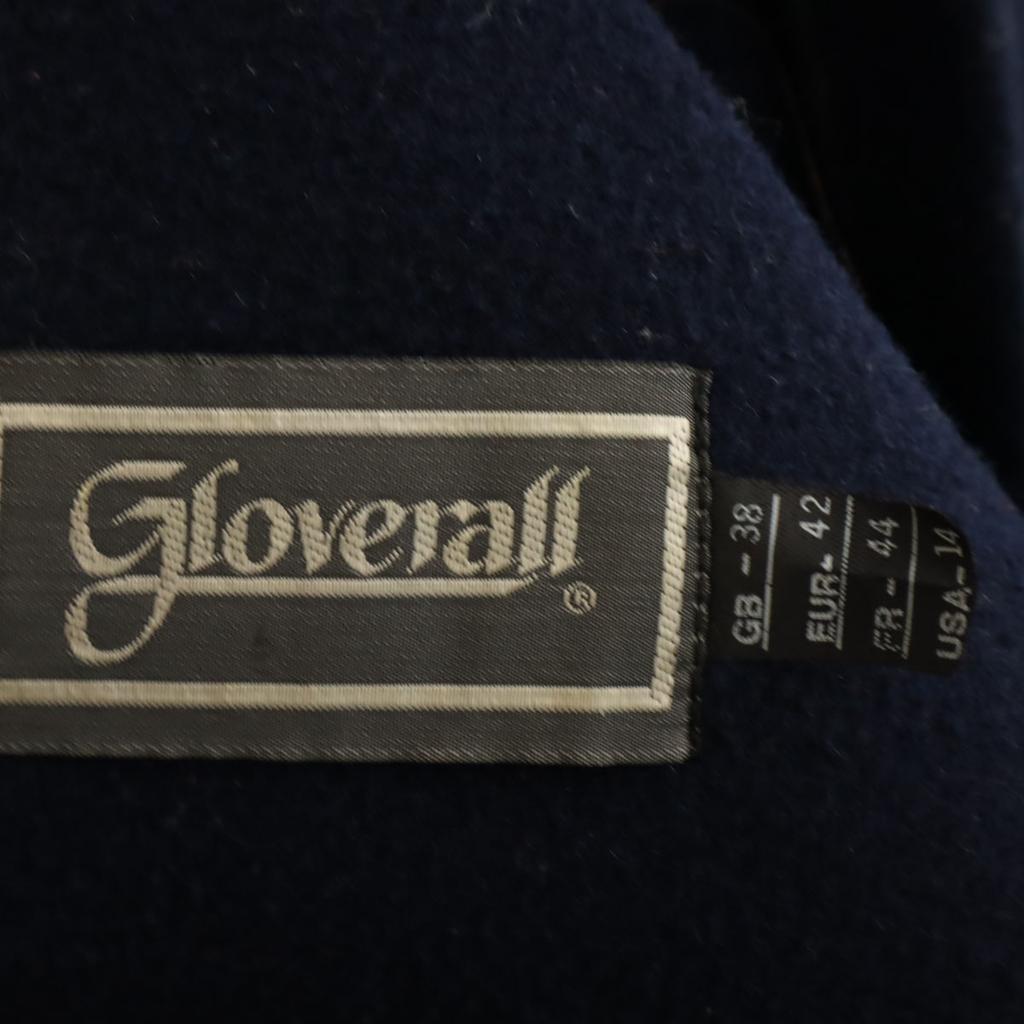 Gloverall
®
GB - 38
EUR- 42
FR - 44
USA- 14